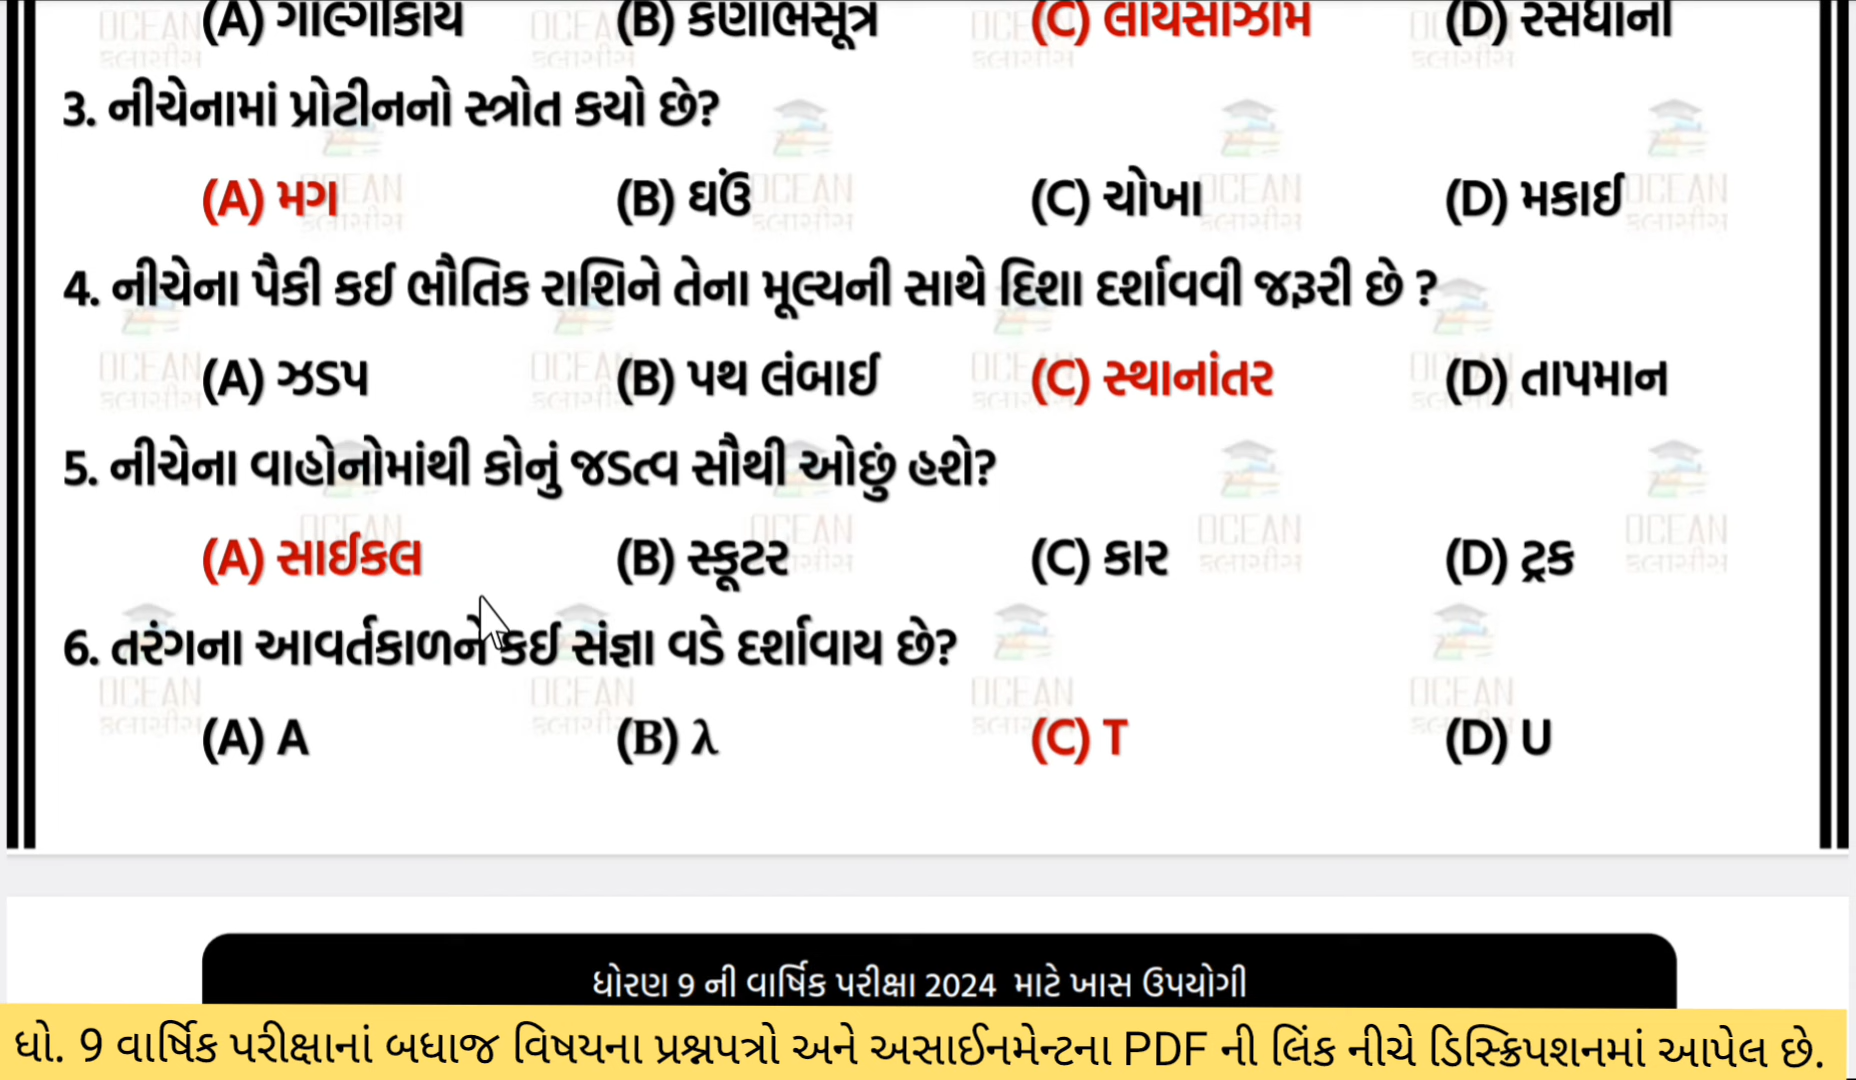 (A) ગોલ્ગીકાય (B) કણાભસૂત્ર (C) લાયસોઝોમ (D) રસધાની
3. નીચેનામાં પ્રોટીનનો સ્ત્રોત કયો છે?
(A) મગ (B) ઘઉં (C) ચોખા (D) મકાઈ
4. નીચેના પૈકી કઈ ભૌતિક રાશિને તેના મૂલ્યની સાથે દિશા દર્શાવવી જરૂરી છે ?
(A) ઝડપ (B) પથ લંબાઈ (C) સ્થાનાંતર (D) તાપમાન
5. નીચેના વાહોનોમાંથી કોનું જડત્વ સૌથી ઓછું હશે?
(A) સાઈકલ (B) સ્કૂટર (C) કાર (D) ટ્રક
6. તરંગના આવર્તકાળને કઈ સંજ્ઞા વડે દર્શાવાય છે?
(A) A (B) λ (C) T (D) U
ધોરણ 9 ની વાર્ષિક પરીક્ષા 2024 માટે ખાસ ઉપયોગી
ધો. 9 વાર્ષિક પરીક્ષાનાં બધાજ વિષયના પ્રશ્નપત્રો અને અસાઈનમેન્ટના PDF ની લિંક નીચે ડિસ્ક્રિપશનમાં આપેલ છે.